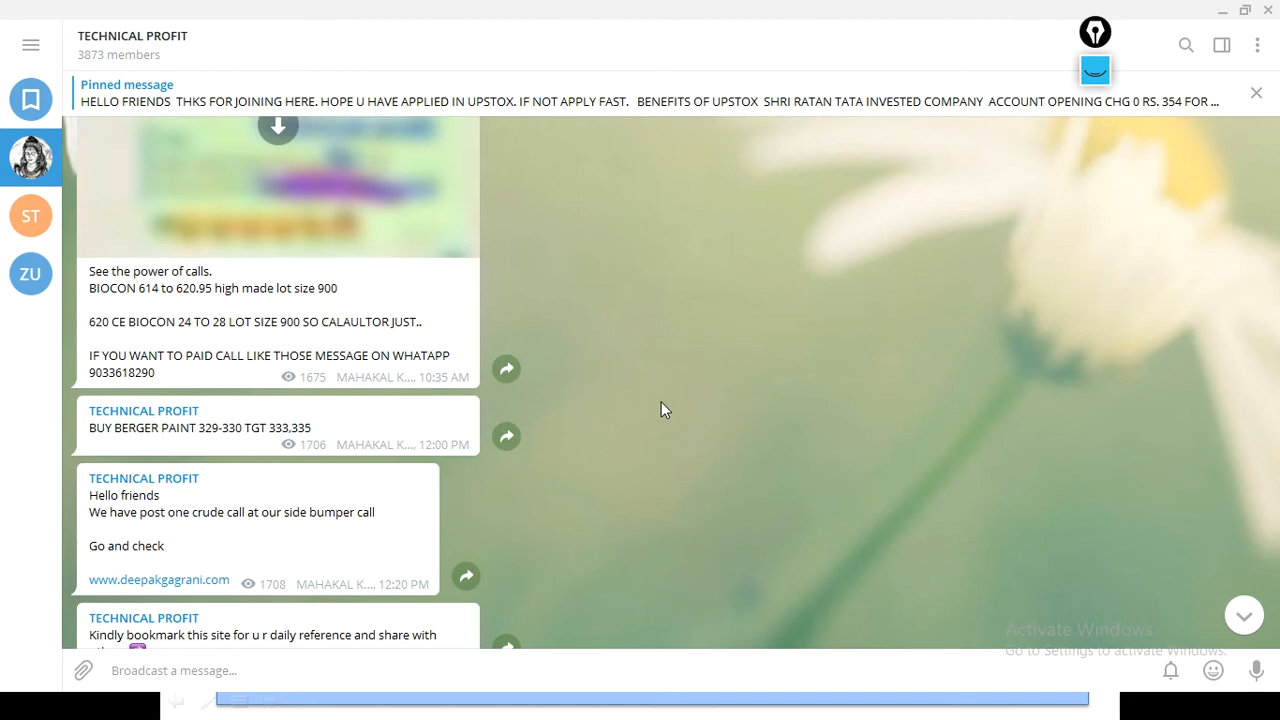 TECHNICAL PROFIT
3873 members
Pinned message
HELLO FRIENDS THKS FOR JOINING HERE. HOPE U HAVE APPLIED IN UPSTOX. IF NOT APPLY FAST. BENEFITS OF UPSTOX SHRI RATAN TATA INVESTED COMPANY ACCOUNT OPENING CHG 0 RS. 354 FOR ...
ST
ZU
See the power of calls.
BIOCON 614 to 620.95 high made lot size 900
620 CE BIOCON 24 TO 28 LOT SIZE 900 SO CALAULTOR JUST..
IF YOU WANT TO PAID CALL LIKE THOSE MESSAGE ON WHATAPP
9033618290
1675 MAHAKAL K..., 10:35 AM
TECHNICAL PROFIT
BUY BERGER PAINT 329-330 TGT 333,335
1706 MAHAKAL K..., 12:00 PM
TECHNICAL PROFIT
Hello friends
We have post one crude call at our side bumper call
Go and check
www.deepakgagrani.com 1708 MAHAKAL K..., 12:20 PM
TECHNICAL PROFIT
Kindly bookmark this site for u r daily reference and share with
Activate Windows
Go to Settings to activate Windows.
Broadcast a message...